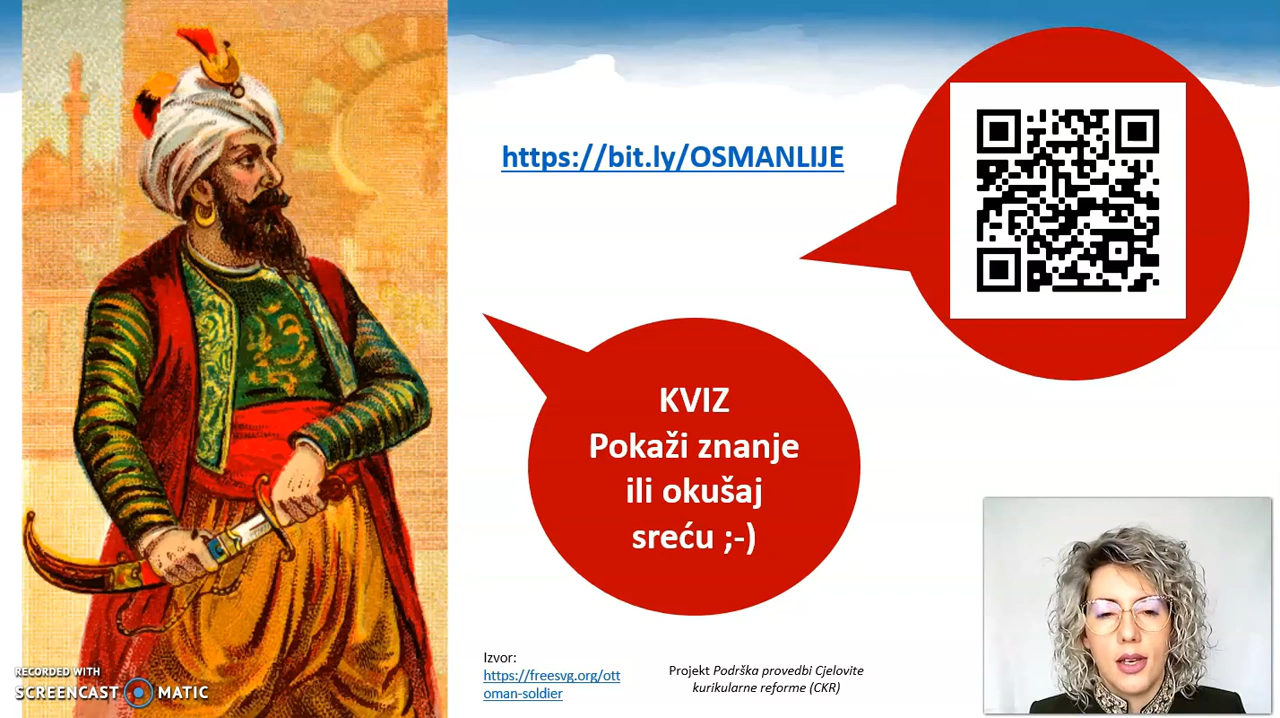 https://bit.ly/OSMANLIJE
KVIZ
Pokaži znanje
ili okušaj
sreću ;-)
Izvor:
https://freesvg.org/ott
oman-soldier
Projekt Podrška provedbi Cjelovite
kurikularne reforme (CKR)
RECORDED WITH
SCREENCAST MATIC